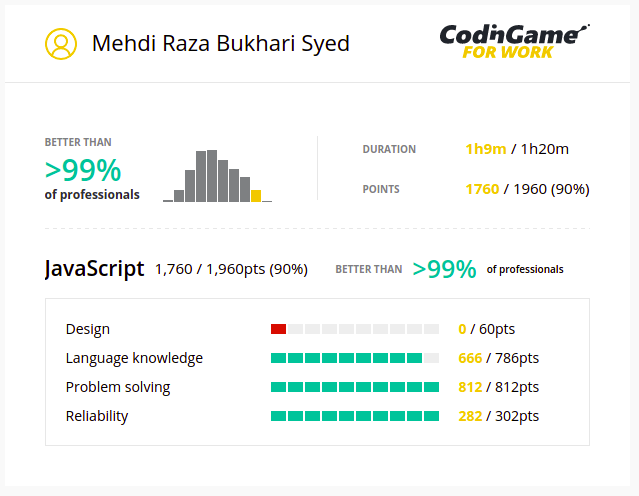 Mehdi Raza Bukhari Syed
CodinGame
FOR WORK
BETTER THAN
>99%
of professionals
DURATION 1h9m / 1h20m
POINTS 1760 / 1960 (90%)
JavaScript 1,760 / 1,960pts (90%) BETTER THAN >99% of professionals
Design 0 / 60pts
Language knowledge 666 / 786pts
Problem solving 812 / 812pts
Reliability 282 / 302pts